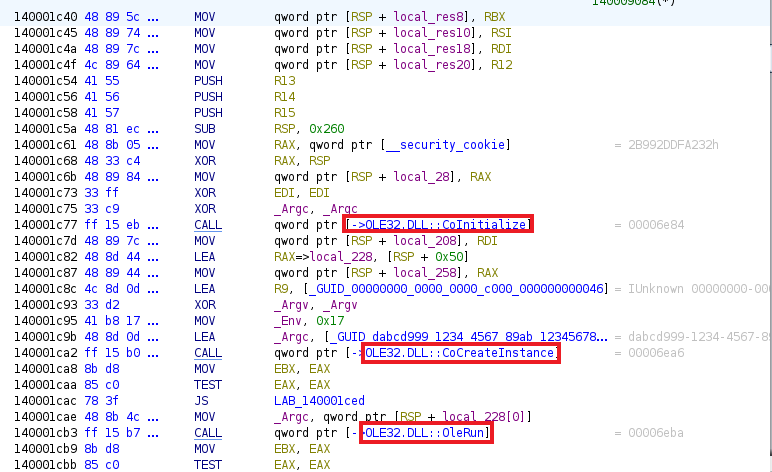 140009084(*)
140001c40 48 89 5c ... MOV qword ptr [RSP + local_res8], RBX
140001c45 48 89 74 ... MOV qword ptr [RSP + local_res10], RSI
140001c4a 48 89 7c ... MOV qword ptr [RSP + local_res18], RDI
140001c4f 4c 89 64 ... MOV qword ptr [RSP + local_res20], R12
140001c54 41 55 PUSH R13
140001c56 41 56 PUSH R14
140001c58 41 57 PUSH R15
140001c5a 48 81 ec ... SUB RSP, 0x260
140001c61 48 8b 05 ... MOV RAX, qword ptr [__security_cookie] = 2B992DDFA232h
140001c68 48 33 c4 XOR RAX, RSP
140001c6b 48 89 84 ... MOV qword ptr [RSP + local_28], RAX
140001c73 33 ff XOR EDI, EDI
140001c75 33 c9 XOR _Argc, _Argc
140001c77 ff 15 eb ... CALL qword ptr [->OLE32.DLL::CoInitialize] = 00006e84
140001c7d 48 89 7c ... MOV qword ptr [RSP + local_208], RDI
140001c82 48 8d 44 ... LEA RAX=>local_228, [RSP + 0x50]
140001c87 48 89 44 ... MOV qword ptr [RSP + local_258], RAX
140001c8c 4c 8d 0d ... LEA R9, [_GUID_00000000_0000_0000_c000_000000000046] = IUnknown 00000000-00
140001c93 33 d2 XOR _Argv, _Argv
140001c95 41 b8 17 ... MOV _Env, 0x17
140001c9b 48 8d 0d ... LEA _Argc, [_GUID_dabcd999_1234_4567_89ab_12345678... = dabcd999-1234-4567-8
140001ca2 ff 15 b0 ... CALL qword ptr [->OLE32.DLL::CoCreateInstance] = 00006ea6
140001ca8 8b d8 MOV EBX, EAX
140001caa 85 c0 TEST EAX, EAX
140001cac 78 3f JS LAB_140001ced
140001cae 48 8b 4c ... MOV _Argc, qword ptr [RSP + local_228[0]]
140001cb3 ff 15 b7 ... CALL qword ptr [->OLE32.DLL::OleRun] = 00006eba
140001cb9 8b d8 MOV EBX, EAX
140001cbb 85 c0 TEST EAX, EAX